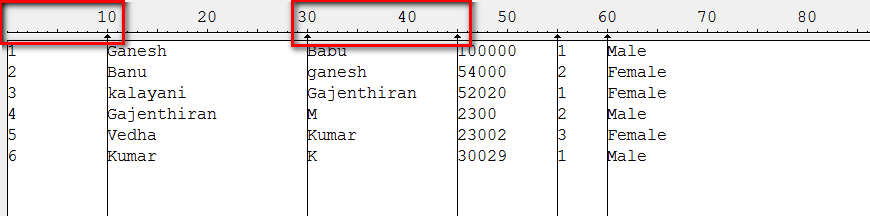 10 20 30 40 50 60 70 80
1 Ganesh Babu 100000 1 Male
2 Banu ganesh 54000 2 Female
3 kalayani Gajenthiran 52020 1 Female
4 Gajenthiran M 2300 2 Male
5 Vedha Kumar 23002 3 Female
6 Kumar K 30029 1 Male